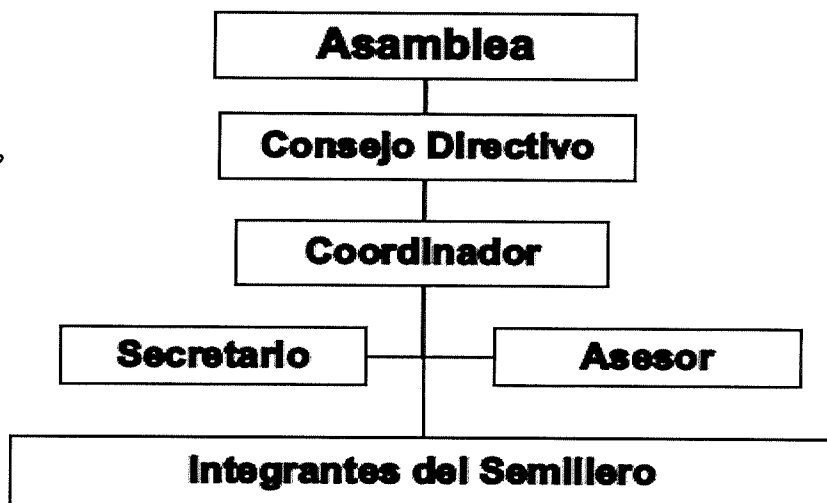 Asamblea
Consejo Directivo
Coordinador
Secretario
Asesor
Integrantes del Semillero